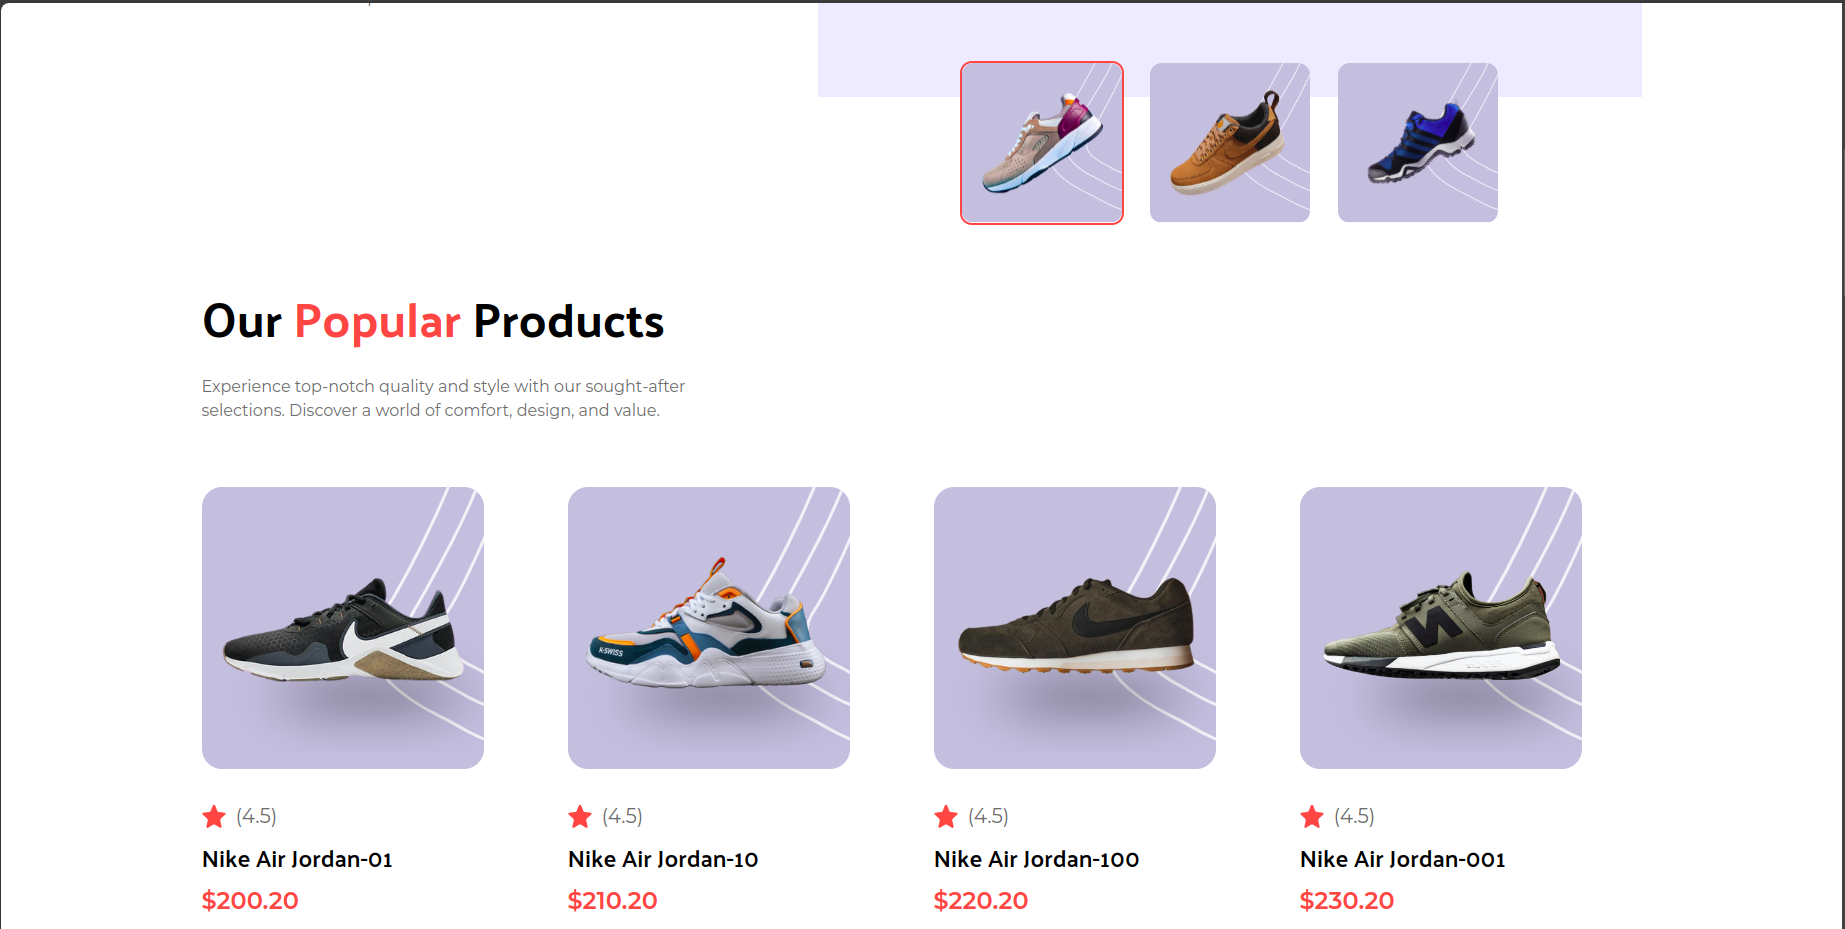 Our Popular Products
Experience top-notch quality and style with our sought-after
selections. Discover a world of comfort, design, and value.
K-SWISS
N
(4.5)
(4.5)
(4.5)
(4.5)
Nike Air Jordan-01
Nike Air Jordan-10
Nike Air Jordan-100
Nike Air Jordan-001
$200.20
$210.20
$220.20
$230.20